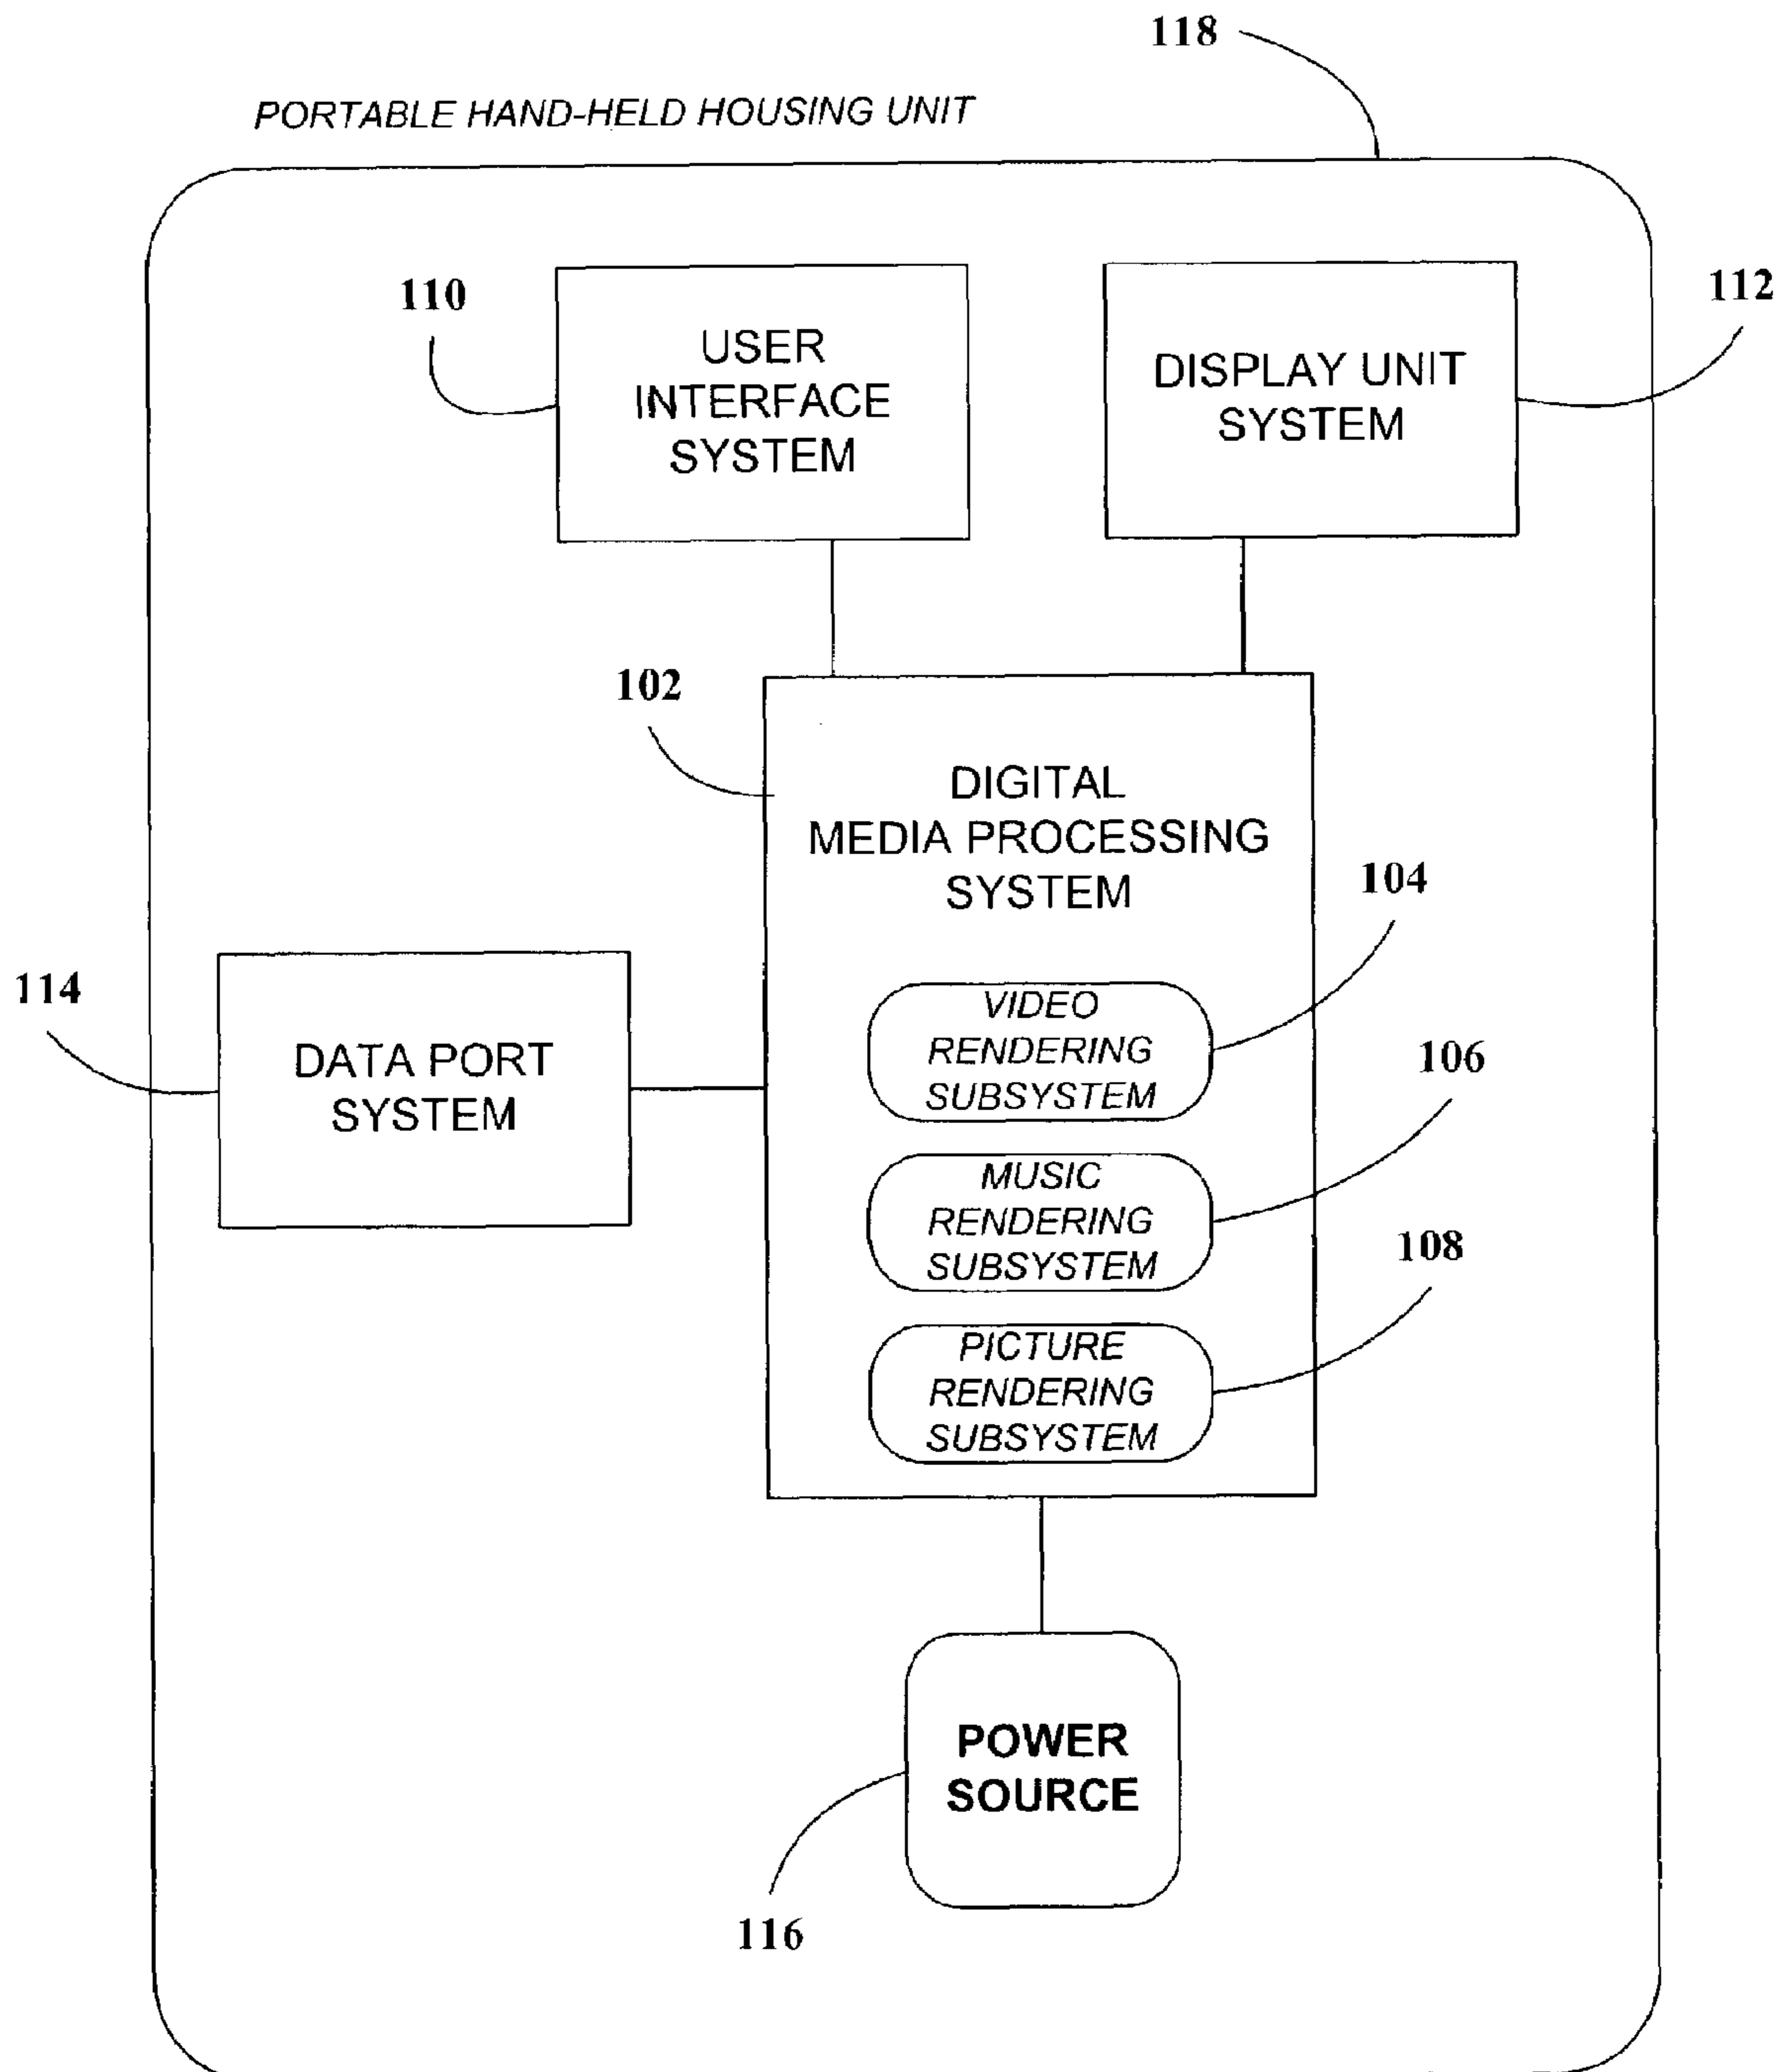 118
PORTABLE HAND-HELD HOUSING UNIT
110
USER
INTERFACE
SYSTEM
DISPLAY UNIT
SYSTEM
112
102
DIGITAL
MEDIA PROCESSING
SYSTEM
104
VIDEO
RENDERING
SUBSYSTEM
114
DATA PORT
SYSTEM
106
MUSIC
RENDERING
SUBSYSTEM
108
PICTURE
RENDERING
SUBSYSTEM
POWER
SOURCE
116